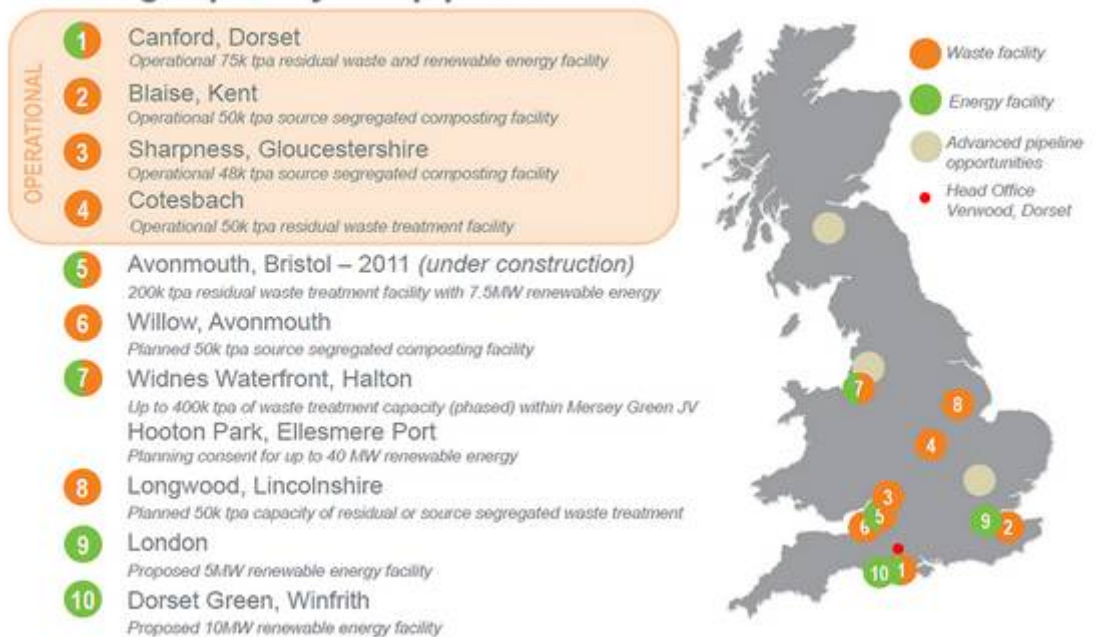 OPERATIONAL
1 Canford, Dorset
Operational 75k tpa residual waste and renewable energy facility
2 Blaise, Kent
Operational 50k tpa source segregated composting facility
3 Sharpness, Gloucestershire
Operational 48k tpa source segregated composting facility
4 Cotesbach
Operational 50k tpa residual waste treatment facility
5 Avonmouth, Bristol – 2011 (under construction)
200k tpa residual waste treatment facility with 7.5MW renewable energy
6 Willow, Avonmouth
Planned 50k tpa source segregated composting facility
7 Widnes Waterfront, Halton
Up to 400k tpa of waste treatment capacity (phased) within Mersey Green JV
Hooton Park, Ellesmere Port
Planning consent for up to 40 MW renewable energy
8 Longwood, Lincolnshire
Planned 50k tpa capacity of residual or source segregated waste treatment
9 London
Proposed 5MW renewable energy facility
10 Dorset Green, Winfrith
Proposed 10MW renewable energy facility
Waste facility
Energy facility
Advanced pipeline
opportunities
Head Office
Verwood, Dorset
7
8
4
3
5
6
9 2
10 1